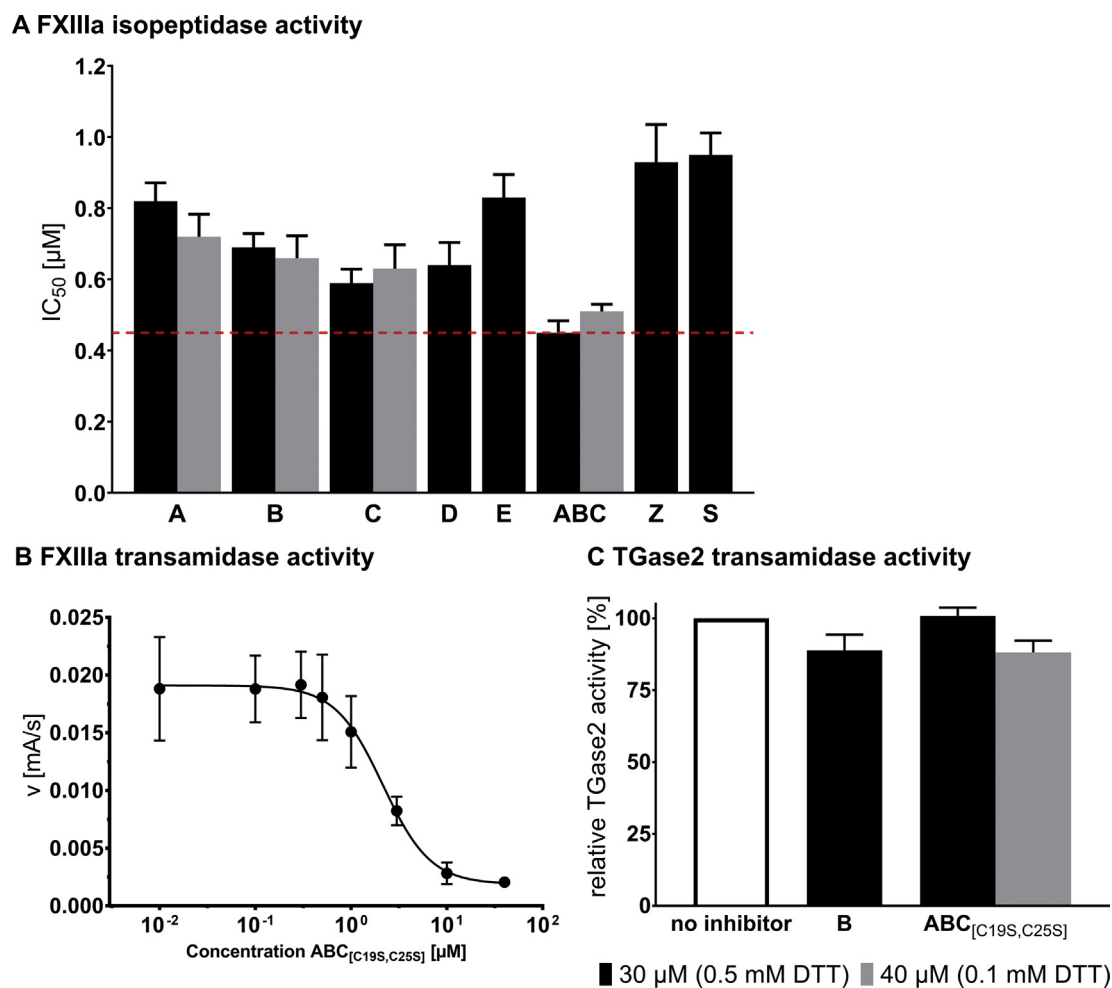 A FXIIIa isopeptidase activity
IC50 [µM]
1.2
1.0
0.8
0.6
0.4
0.2
0.0
A B C D E ABC Z S
B FXIIIa transamidase activity
v [mA/s]
0.025
0.020
0.015
0.010
0.005
0.000
10-2 10-1 100 101 102
Concentration ABC[C19S,C25S] [µM]
C TGase2 transamidase activity
relative TGase2 activity [%]
100
75
50
25
0
no inhibitor B ABC[C19S,C25S]
30 µM (0.5 mM DTT) 40 µM (0.1 mM DTT)